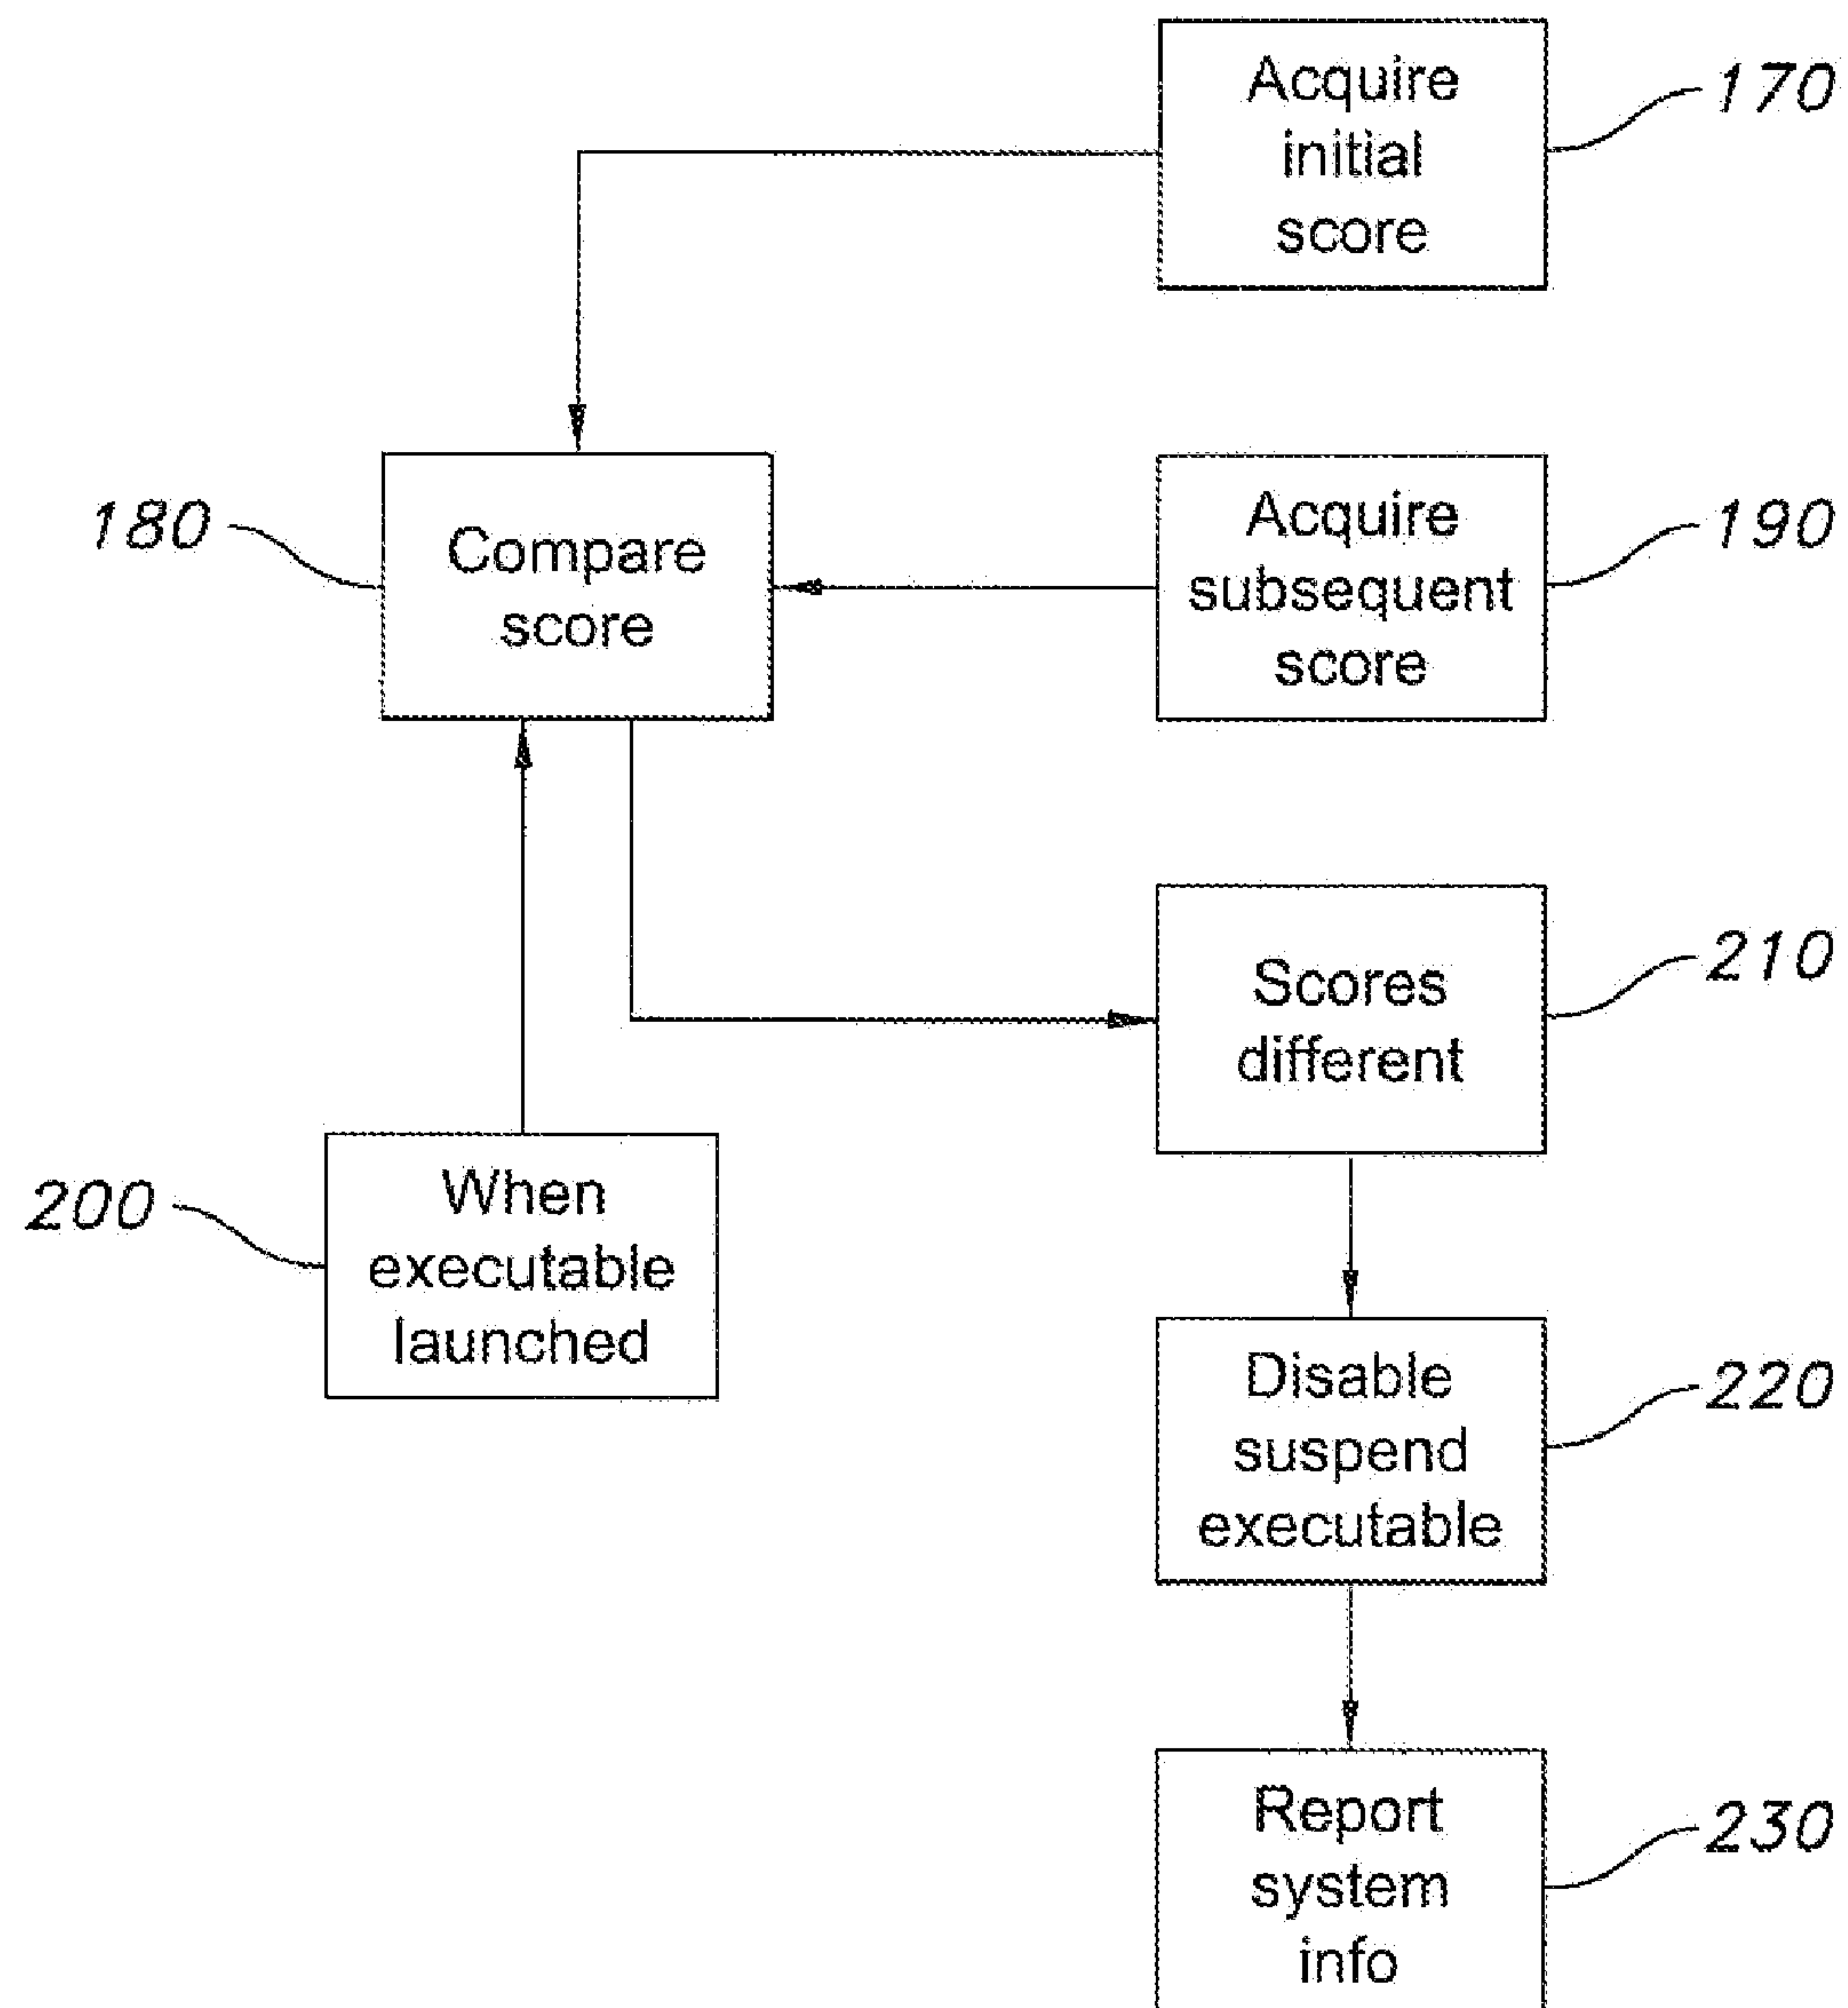 Acquire
initial
score
170
180
Compare
score
Acquire
subsequent
score
190
Scores
different
210
200
When
executable
launched
Disable
suspend
executable
220
Report
system
info
230